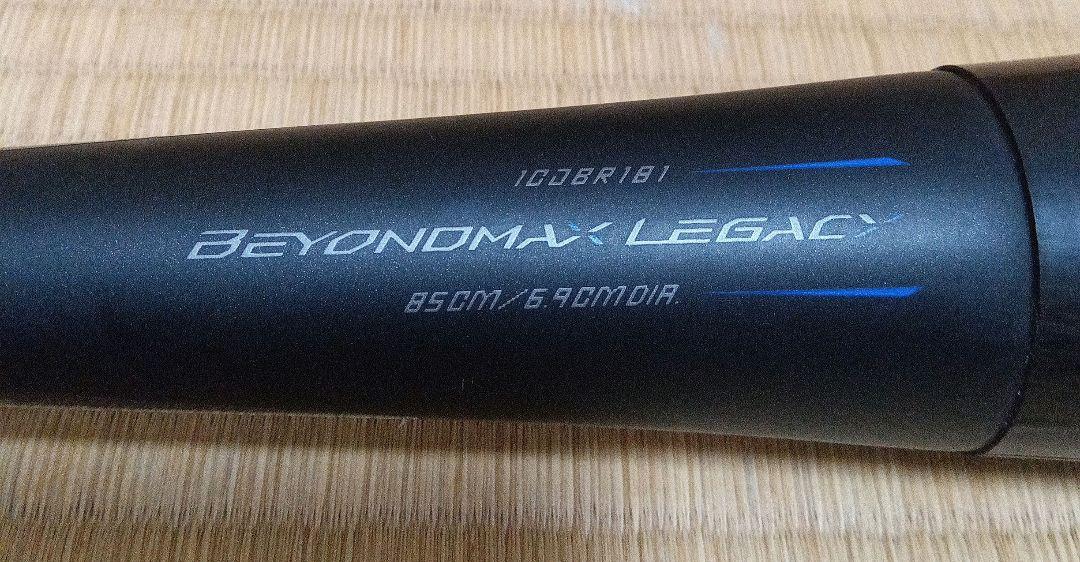 1CJBR181
BEYONDMAX LEGACY
85CM/6.9CMDIA.